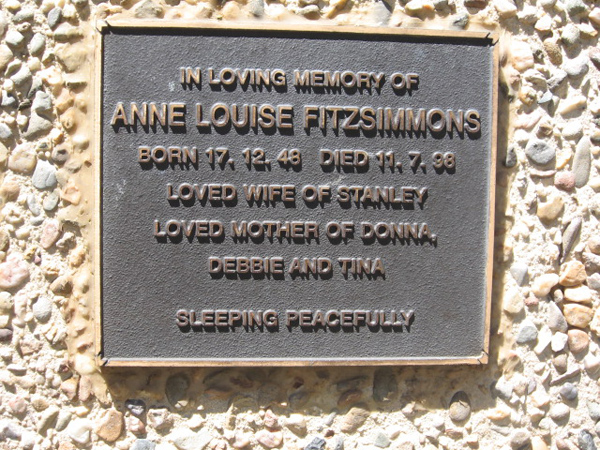 IN LOVING MEMORY OF
ANNE LOUISE FITZSIMMONS
BORN 17. 12. 48 DIED 11. 7. 98
LOVED WIFE OF STANLEY
LOVED MOTHER OF DONNA,
DEBBIE AND TINA
SLEEPING PEACEFULLY